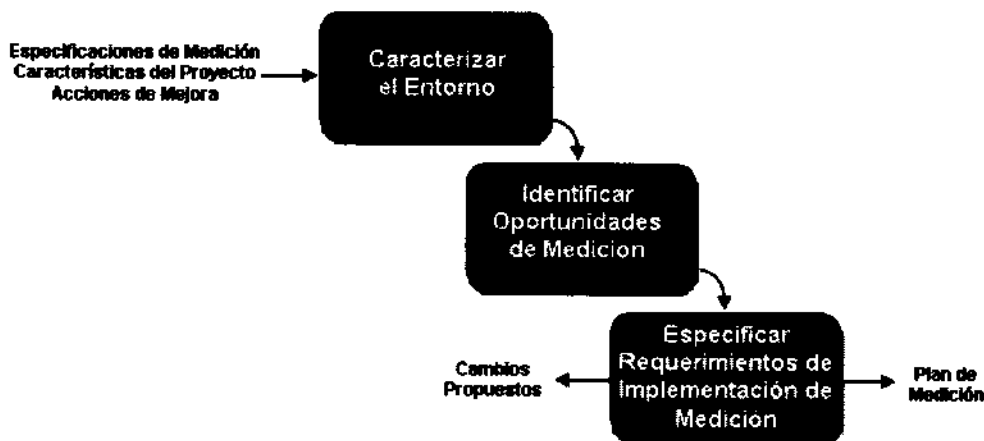 Especificaciones de Medición
Características del Proyecto
Acciones de Mejora
Caracterizar
el Entorno
Identificar
Oportunidades
de Medicion
Especificar
Requerimientos de
Implementación de
Medición
Cambios
Propuestos
Plan de
Medición